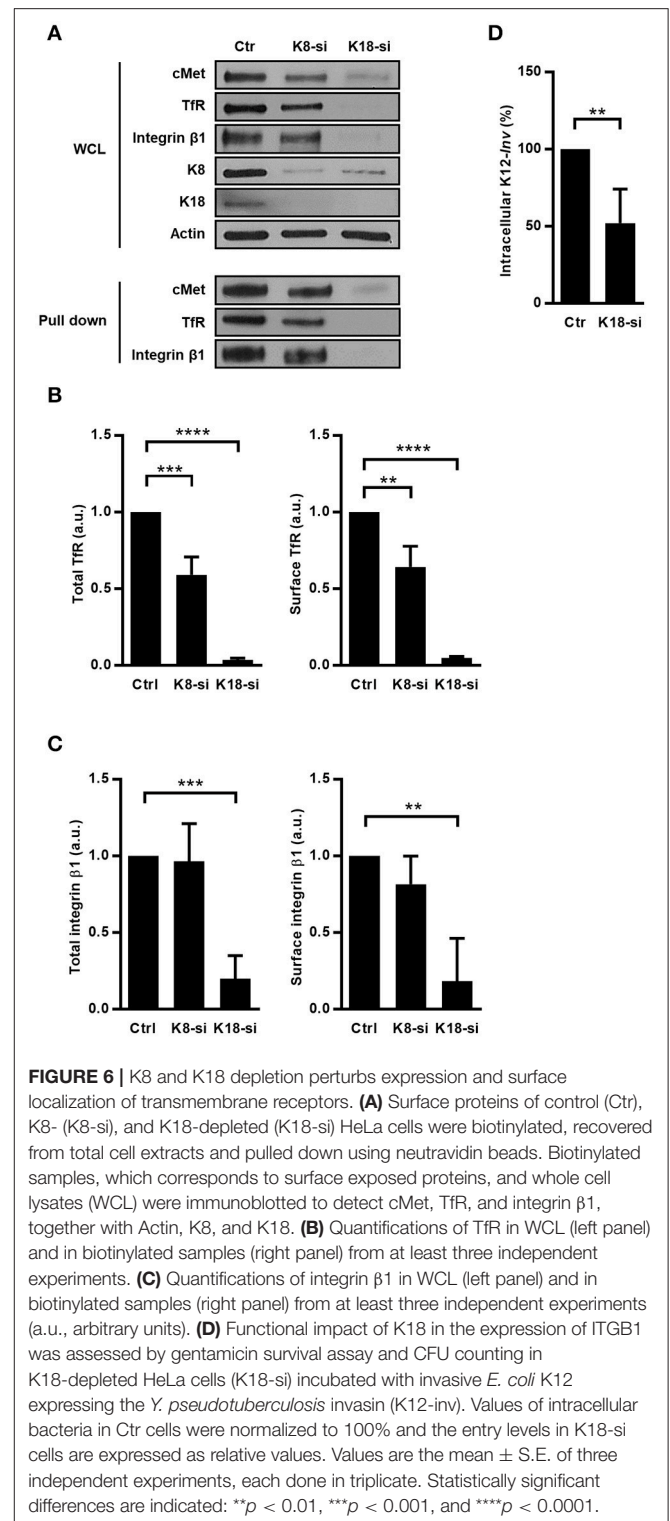 A
Ctr K8-si K18-si
WCL
cMet
TfR
Integrin β1
K8
K18
Actin
Pull down
cMet
TfR
Integrin β1
D
Intracellular K12-Inv (%)
150
100
50
0
**
Ctr K18-si
B
Total TfR (a.u.)
1.5
1.0
0.5
0.0
****
***
Ctrl K8-si K18-si
Surface TfR (a.u.)
1.5
1.0
0.5
0.0
****
**
Ctrl K8-si K18-si
C
Total integrin β1 (a.u.)
1.5
1.0
0.5
0.0
***
Ctrl K8-si K18-si
Surface integrin β1 (a.u.)
1.5
1.0
0.5
0.0
**
Ctrl K8-si K18-si
FIGURE 6 | K8 and K18 depletion perturbs expression and surface
localization of transmembrane receptors. (A) Surface proteins of control (Ctr),
K8- (K8-si), and K18-depleted (K18-si) HeLa cells were biotinylated, recovered
from total cell extracts and pulled down using neutravidin beads. Biotinylated
samples, which corresponds to surface exposed proteins, and whole cell
lysates (WCL) were immunoblotted to detect cMet, TfR, and integrin β1,
together with Actin, K8, and K18. (B) Quantifications of TfR in WCL (left panel)
and in biotinylated samples (right panel) from at least three independent
experiments. (C) Quantifications of integrin β1 in WCL (left panel) and in
biotinylated samples (right panel) from at least three independent experiments
(a.u., arbitrary units). (D) Functional impact of K18 in the expression of ITGB1
was assessed by gentamicin survival assay and CFU counting in
K18-depleted HeLa cells (K18-si) incubated with invasive E. coli K12
expressing the Y. pseudotuberculosis invasin (K12-inv). Values of intracellular
bacteria in Ctr cells were normalized to 100% and the entry levels in K18-si
cells are expressed as relative values. Values are the mean ± S.E. of three
independent experiments, each done in triplicate. Statistically significant
differences are indicated: **p < 0.01, ***p < 0.001, and ****p < 0.0001.